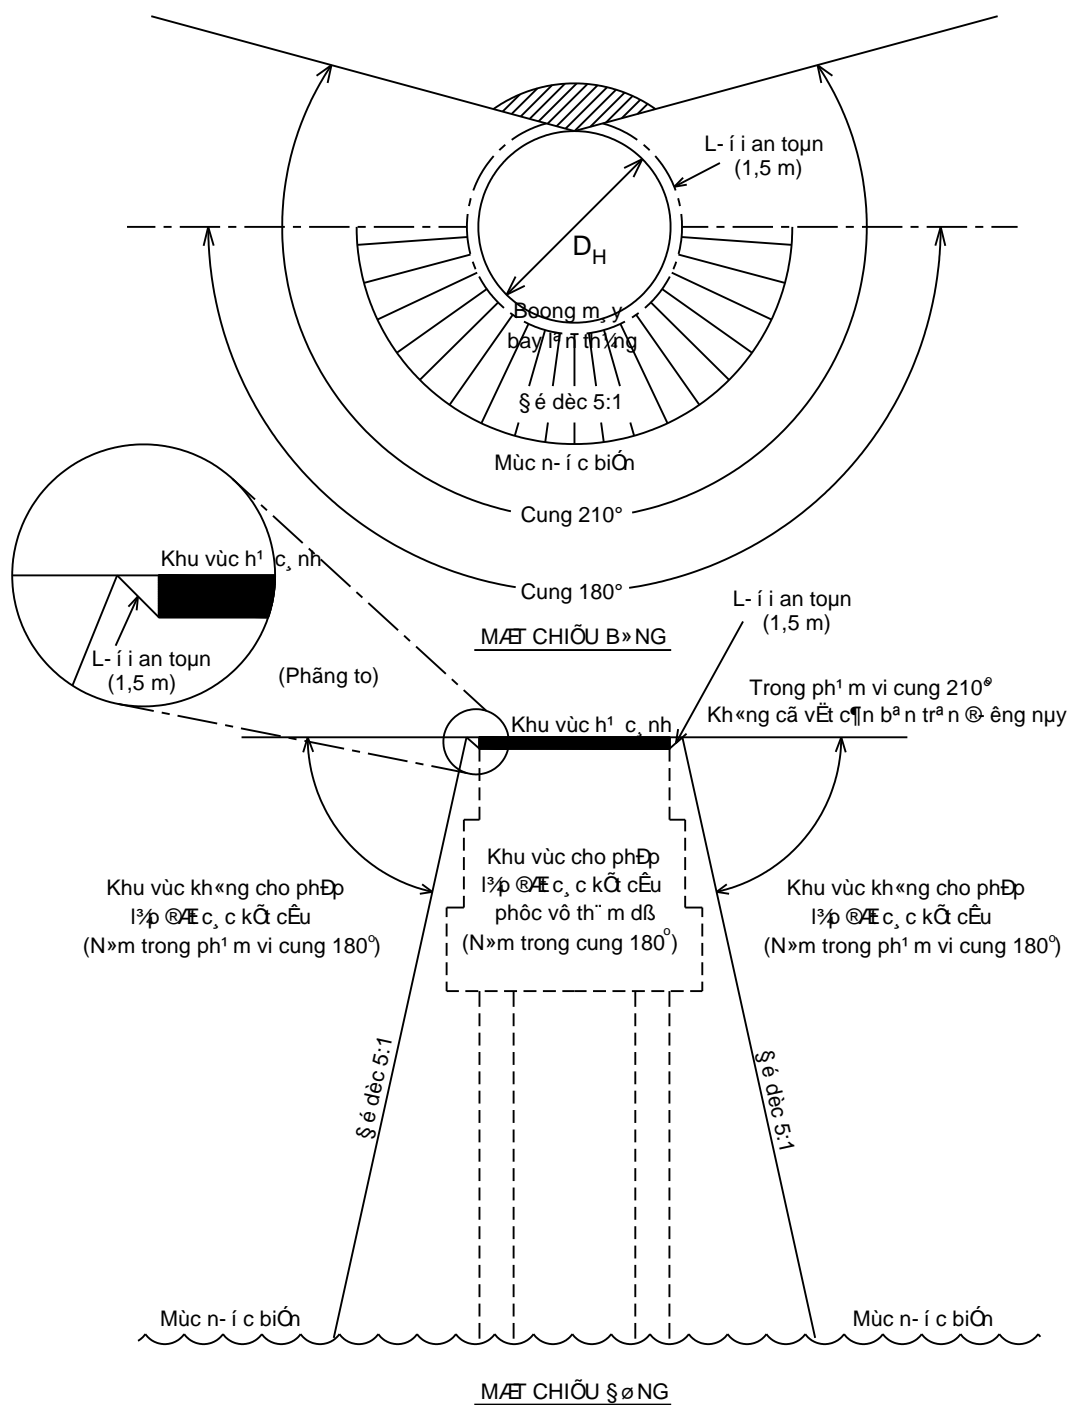 L- í i an toµn
(1,5 m)
D_H
Boong m¸ y
bay lª n th¼ng
§ é dèc 5:1
Mùc n- í c biÓn
Cung 210°
Cung 180°
MÆT CHIÕU B» NG
Khu vùc h¹ c¸ nh
L- í i an toµn
(1,5 m)
(Phãng to)
L- í i an toµn
(1,5 m)
Trong ph¹ m vi cung 210°
Kh«ng cã vËt c¶n bª n trª n ®- êng nµy
Khu vùc h¹ c¸ nh
Khu vùc kh«ng cho phÐp
l¾p ®Æt c¸ c kÕt cÊu
(N»m trong ph¹ m vi cung 180°)
Khu vùc cho phÐp
l¾p ®Æt c¸ c kÕt cÊu
phôc vô th¨ m dß
(N»m trong cung 180°)
Khu vùc kh«ng cho phÐp
l¾p ®Æt c¸ c kÕt cÊu
(N»m trong ph¹ m vi cung 180°)
§ é dèc 5:1
§ é dèc 5:1
Mùc n- í c biÓn
Mùc n- í c biÓn
MÆT CHIÕU § ø NG